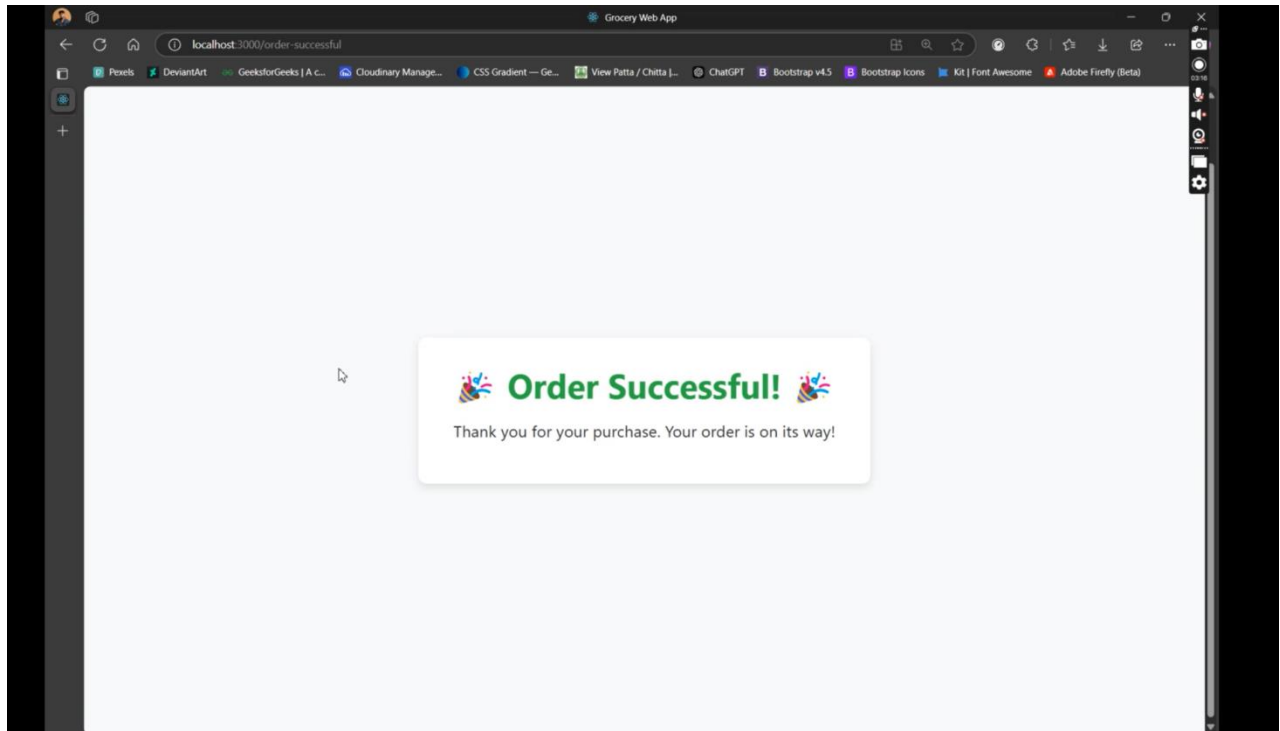 Grocery Web App
localhost:3000/order-successful
Pexels DeviantArt GeeksforGeeks | A c... Cloudinary Manage... CSS Gradient — Ge... View Patta / Chitta |... ChatGPT B Bootstrap v4.5 B Bootstrap Icons Kit | Font Awesome Adobe Firefly (Beta)
03:16
🎉 Order Successful! 🎉
Thank you for your purchase. Your order is on its way!